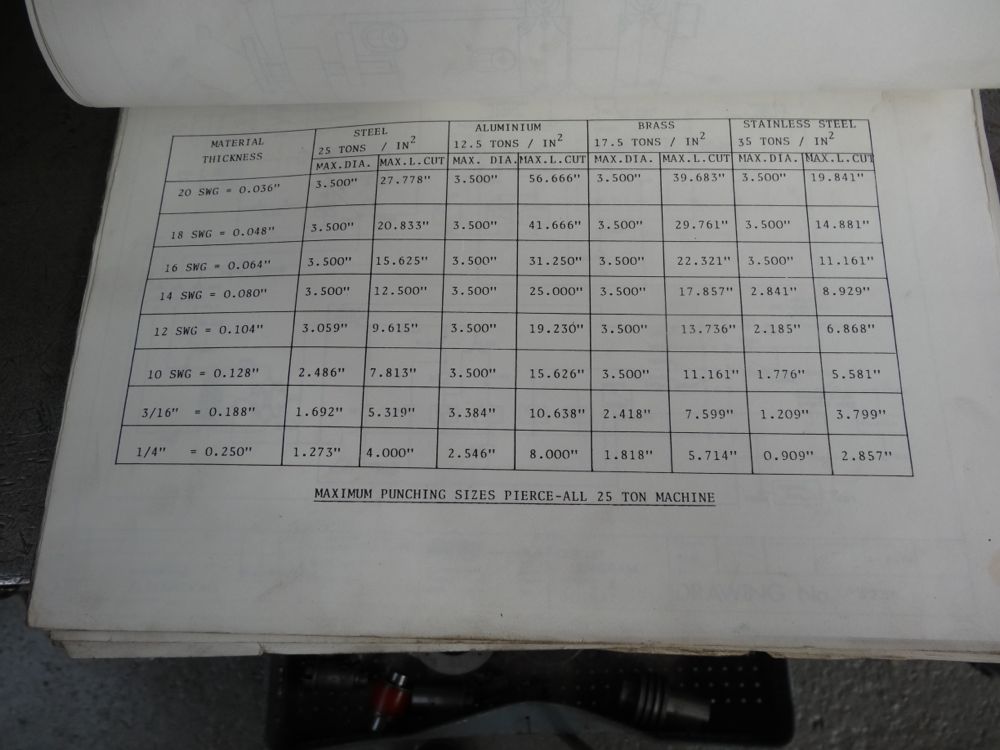 MATERIAL THICKNESS STEEL 25 TONS / IN2 ALUMINIUM 12.5 TONS / IN2 BRASS 17.5 TONS / IN2 STAINLESS STEEL 35 TONS / IN2
MAX.DIA. MAX.L.CUT MAX. DIA. MAX.L.CUT MAX.DIA. MAX.L.CUT MAX.DIA. MAX.L.CUT
20 SWG = 0.036" 3.500" 27.778" 3.500" 56.666" 3.500" 39.683" 3.500" 19.841"
18 SWG = 0.048" 3.500" 20.833" 3.500" 41.666" 3.500" 29.761" 3.500" 14.881"
16 SWG = 0.064" 3.500" 15.625" 3.500" 31.250" 3.500" 22.321" 3.500" 11.161"
14 SWG = 0.080" 3.500" 12.500" 3.500" 25.000" 3.500" 17.857" 2.841" 8.929"
12 SWG = 0.104" 3.059" 9.615" 3.500" 19.230" 3.500" 13.736" 2.185" 6.868"
10 SWG = 0.128" 2.486" 7.813" 3.500" 15.626" 3.500" 11.161" 1.776" 5.581"
3/16" = 0.188" 1.692" 5.319" 3.384" 10.638" 2.418" 7.599" 1.209" 3.799"
1/4" = 0.250" 1.273" 4.000" 2.546" 8.000" 1.818" 5.714" 0.909" 2.857"
MAXIMUM PUNCHING SIZES PIERCE-ALL 25 TON MACHINE